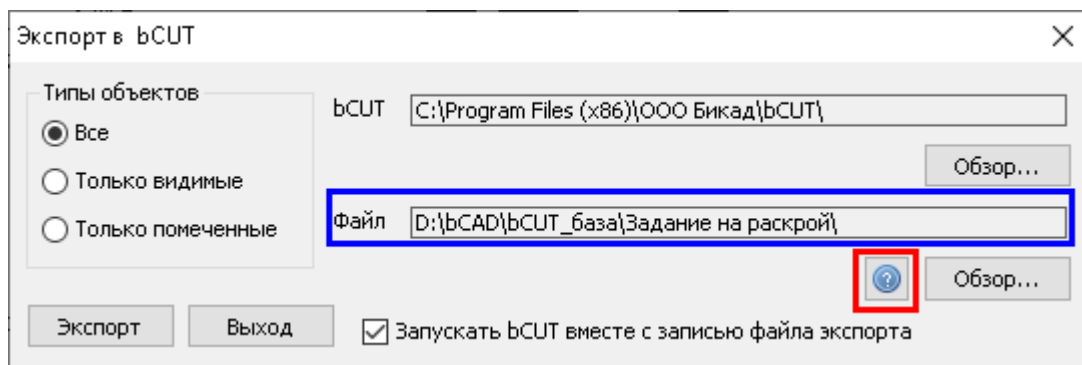 Экспорт в bCUT
Типы объектов
Все
Только видимые
Только помеченные
bCUT C:\Program Files (x86)\ООО Бикад\bCUT\
Обзор...
Файл D:\bCAD\bCUT_база\Задание на раскрой\
? Обзор...
Экспорт Выход Запускать bCUT вместе с записью файла экспорта